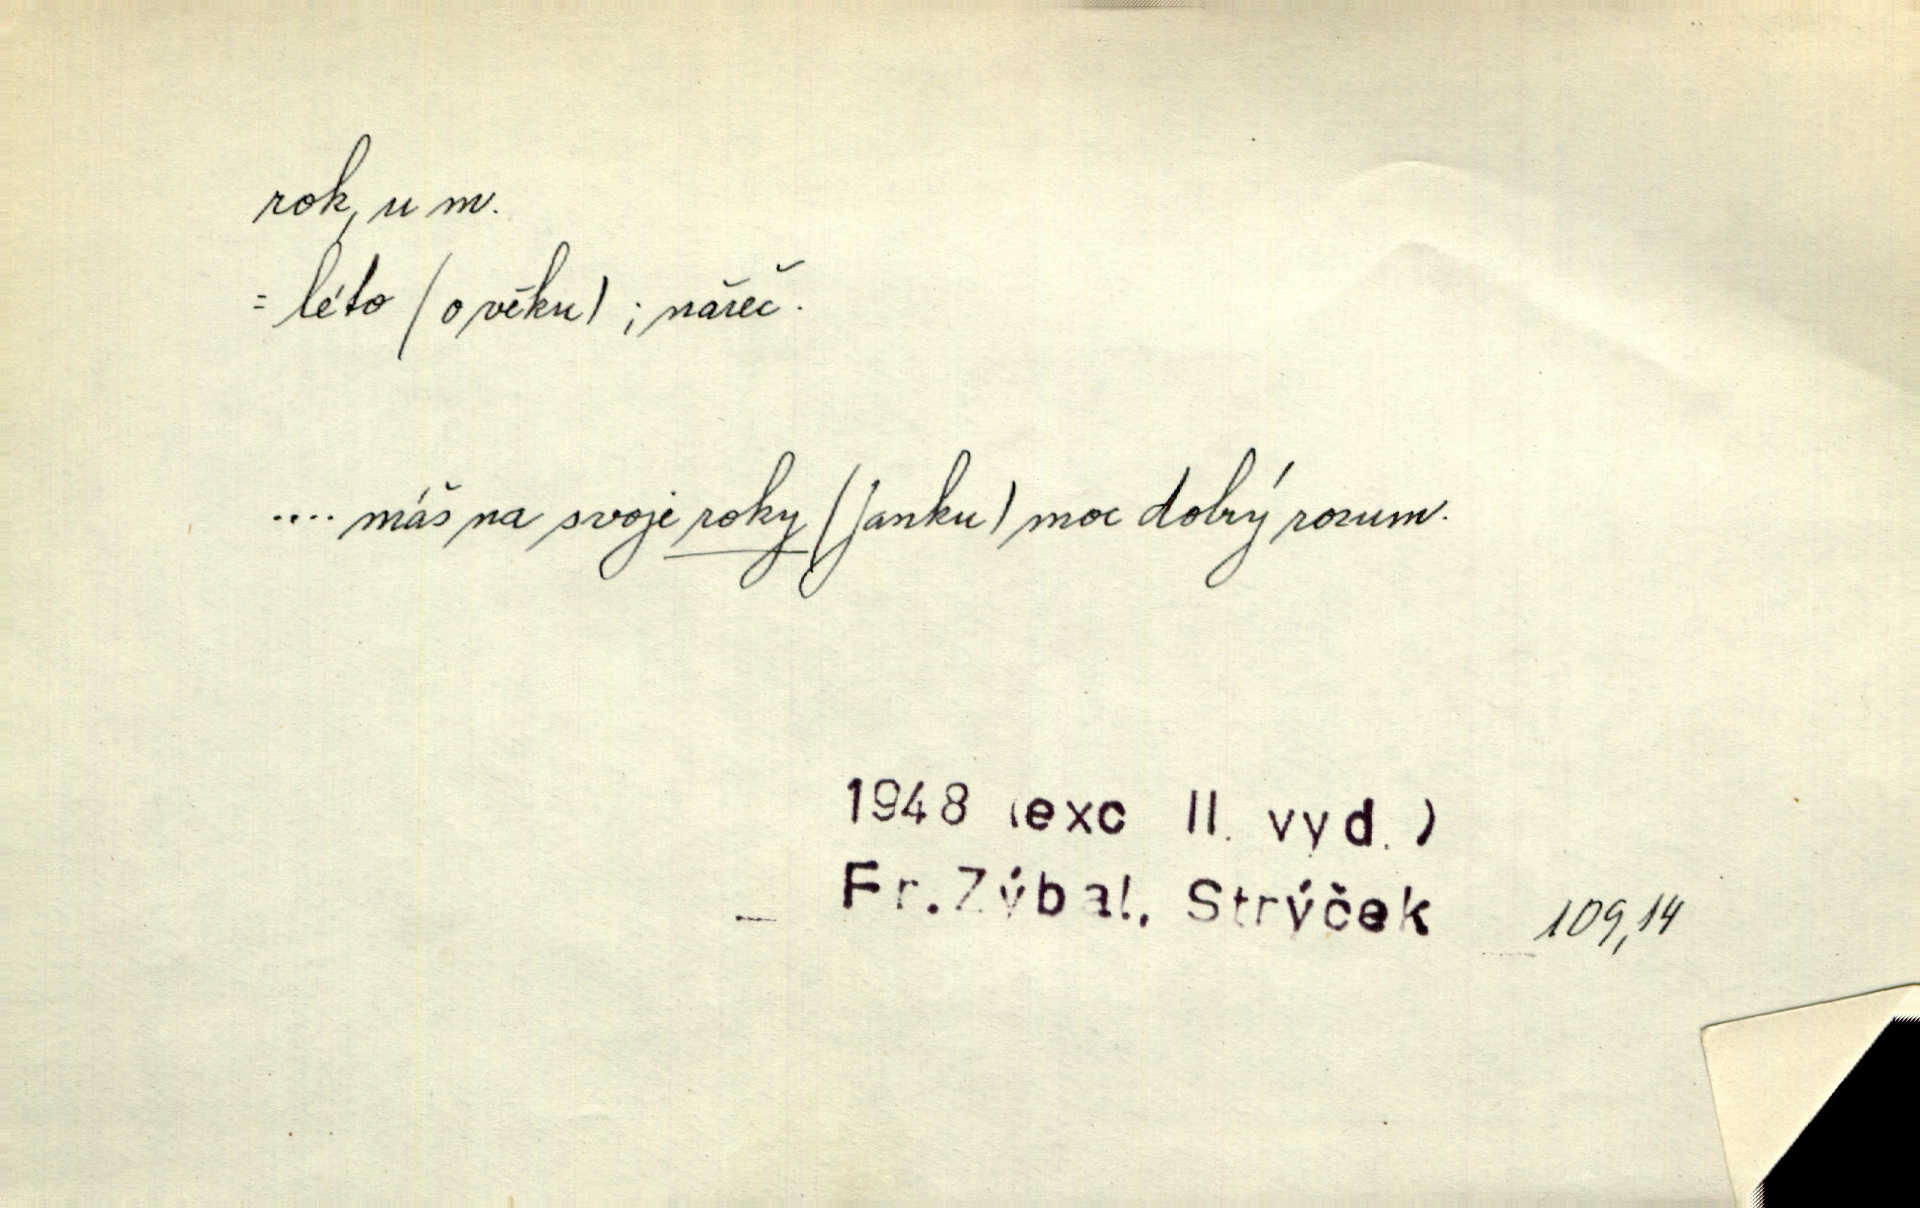 rok, u m.
= léto (o věku) ; nářeč.
.... máš na svoje roky (Janku) moc dobrý rozum.
1948 (exc II. vyd.)
Fr. Zýbal, Strýček 109,14